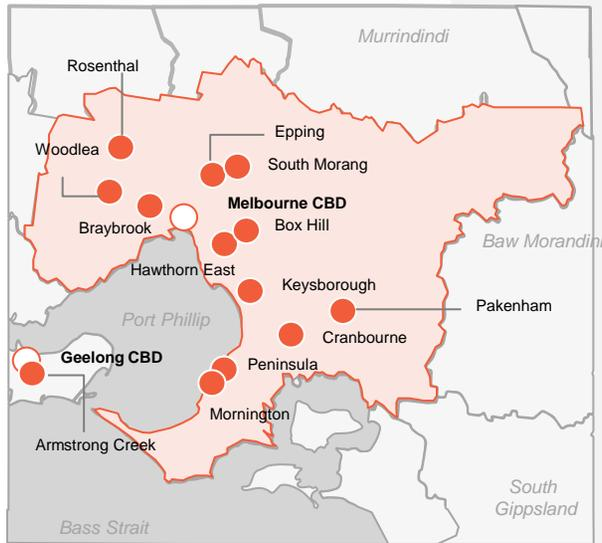 Murrindindi
Rosenthal
Epping
Woodlea
South Morang
Melbourne CBD
Braybrook
Box Hill
Baw Morandini
Hawthorn East
Keysborough
Pakenham
Port Phillip
Cranbourne
Geelong CBD
Peninsula
Mornington
Armstrong Creek
South
Gippsland
Bass Strait